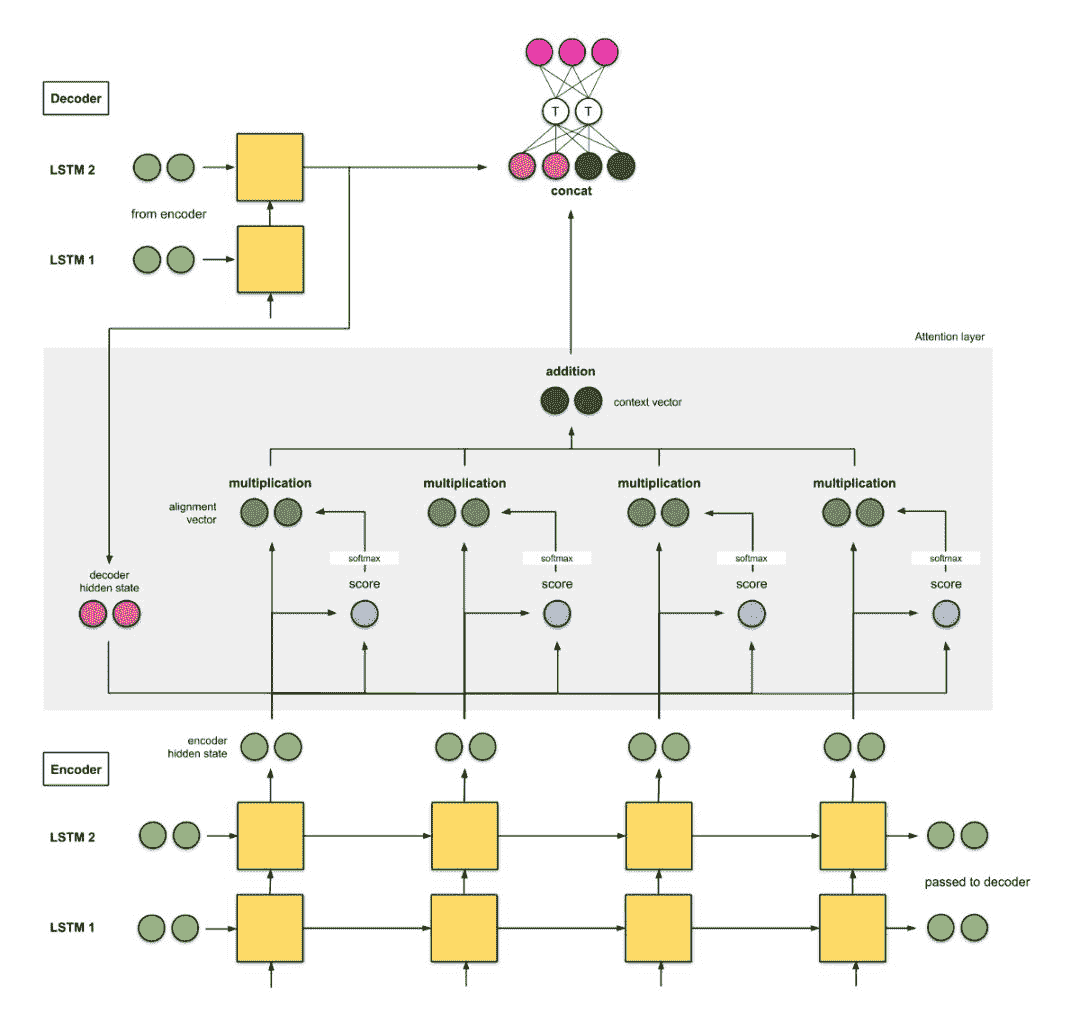 T T
Decoder
LSTM 2
concat
from encoder
LSTM 1
Attention layer
addition
context vector
multiplication multiplication multiplication multiplication
alignment
vector
softmax softmax softmax softmax
decoder
hidden state
score score score score
encoder
hidden state
Encoder
LSTM 2
passed to decoder
LSTM 1